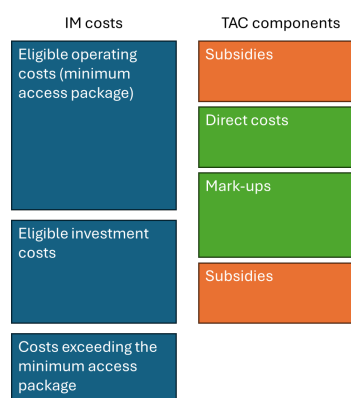 IM costs
TAC components
Eligible operating
costs (minimum
access package)
Subsidies
Direct costs
Mark-ups
Eligible investment
costs
Subsidies
Costs exceeding the
minimum access
package